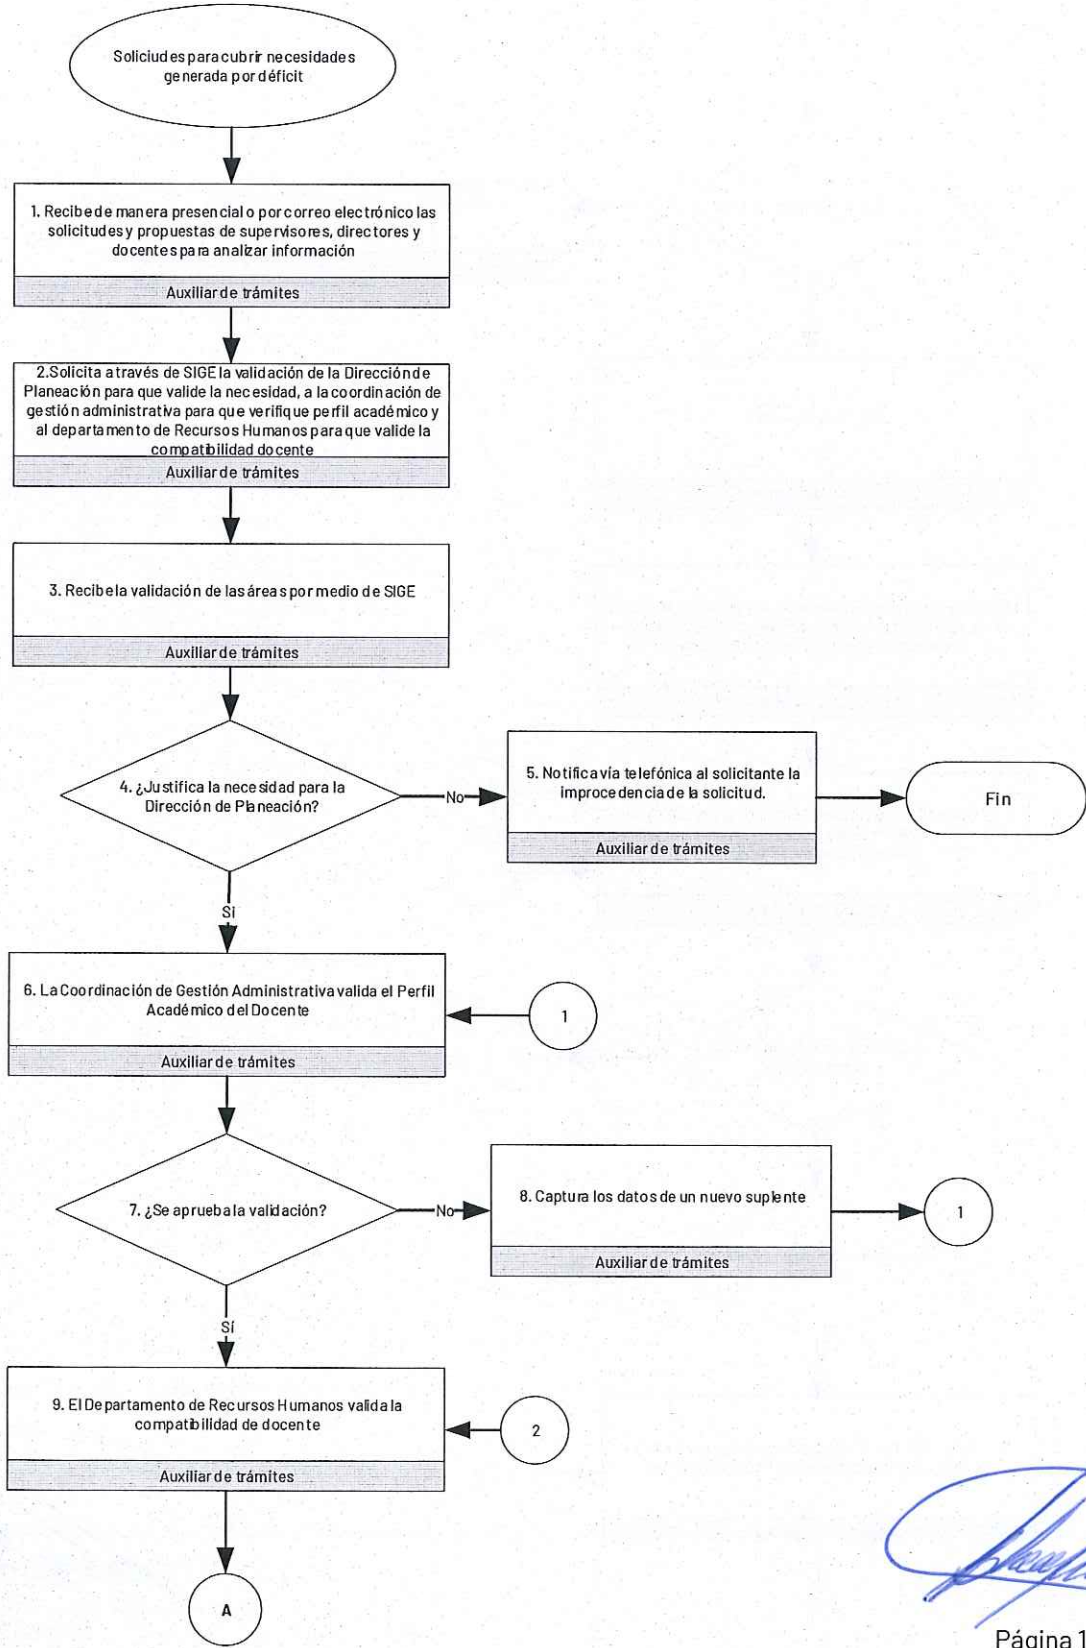 Soliciudes para cubrir necesidades
generada por déficit
1. Recibe de manera presencial o por correo electrónico las
solicitudes y propuestas de supervisores, directores y
docentes para analizar información
Auxiliar de trámites
2.Solicita a través de SIGE la validación de la Dirección de
Planeación para que valide la necesidad, a la coordinación de
gestión administrativa para que verifique perfil académico y
al departamento de Recursos Humanos para que valide la
compatibilidad docente
Auxiliar de trámites
3. Recibe la validación de las áreas por medio de SIGE
Auxiliar de trámites
4. ¿Justifica la necesidad para la
Dirección de Planeación?
No
5. Notifica vía telefónica al solicitante la
improcedencia de la solicitud.
Auxiliar de trámites
Fin
Sí
6. La Coordinación de Gestión Administrativa valida el Perfil
Académico del Docente
Auxiliar de trámites
1
7. ¿Se aprueba la validación?
No
8. Captura los datos de un nuevo suplente
Auxiliar de trámites
1
Sí
9. El Departamento de Recursos Humanos valida la
compatibilidad de docente
Auxiliar de trámites
2
A
Página 1